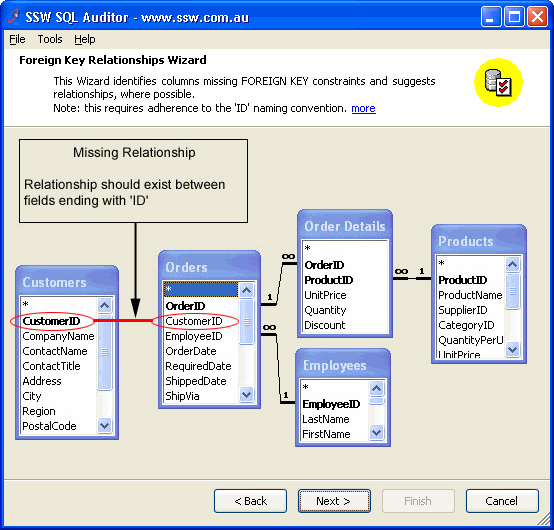 SSW SQL Auditor - www.ssw.com.au
File Tools Help
Foreign Key Relationships Wizard
This Wizard identifies columns missing FOREIGN KEY constraints and suggests
relationships, where possible.
Note: this requires adherence to the 'ID' naming convention. more
Missing Relationship
Relationship should exist between
fields ending with 'ID'
Customers
*
CustomerID
CompanyName
ContactName
ContactTitle
Address
City
Region
PostalCode
Orders
*
OrderID
CustomerID
EmployeeID
OrderDate
RequiredDate
ShippedDate
ShipVia
1
∞
∞
1
Order Details
*
OrderID
ProductID
UnitPrice
Quantity
Discount
∞
1
Employees
*
EmployeeID
LastName
FirstName
Products
*
ProductID
ProductName
SupplierID
CategoryID
QuantityPerU
UnitPrice
< Back
Next >
Finish
Cancel